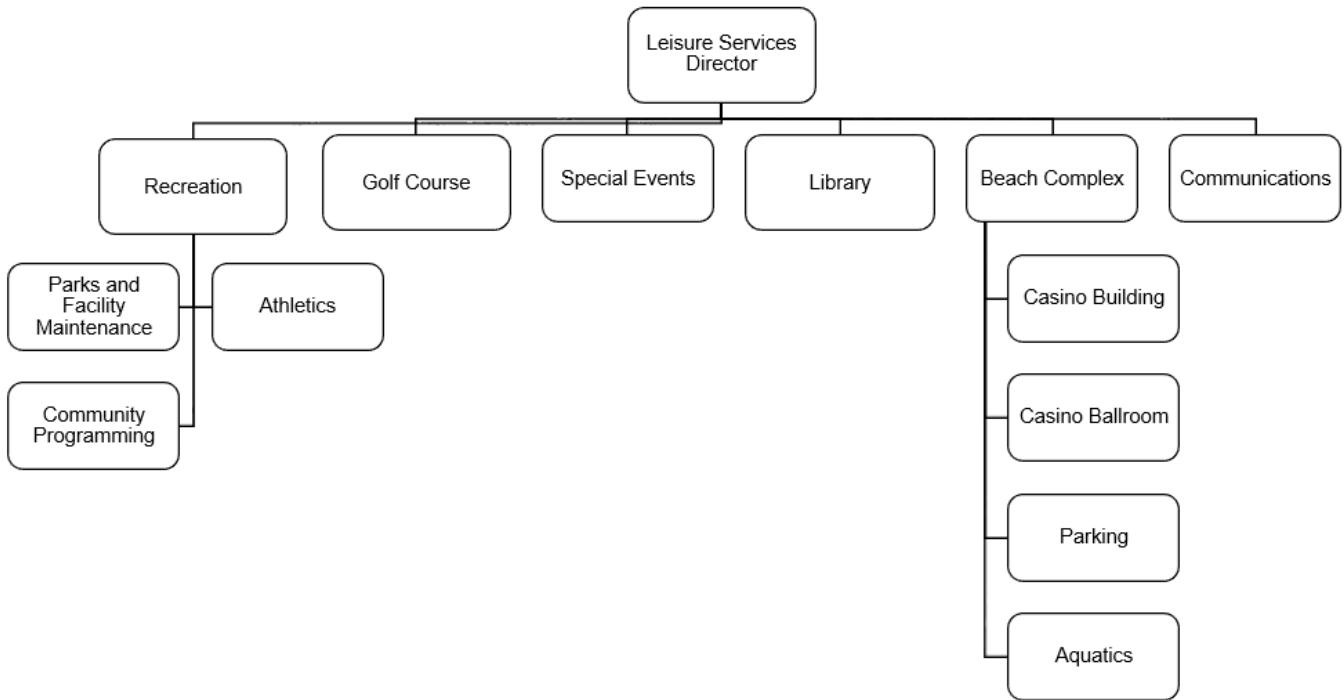 Leisure Services
Director
Recreation
Golf Course
Special Events
Library
Beach Complex
Communications
Parks and
Facility
Maintenance
Athletics
Community
Programming
Casino Building
Casino Ballroom
Parking
Aquatics